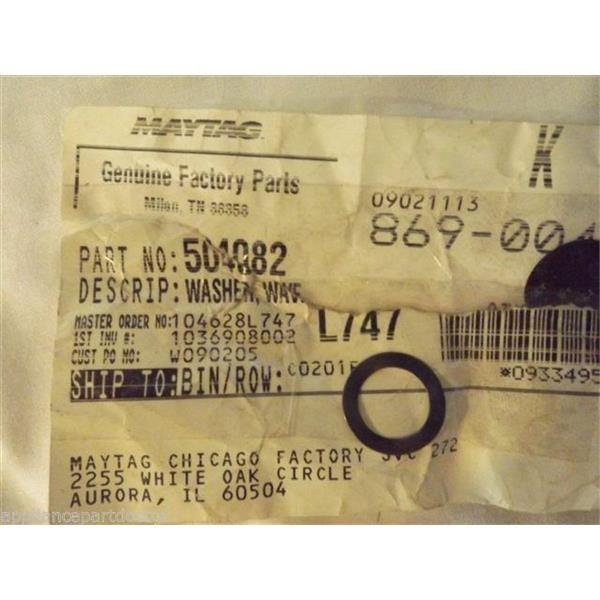 MAYTAG
Genuine Factory Parts
Milan, TN 38358
K
09021113
869-004
PART NO: 504082
DESCRIP: WASHER, WAV
MASTER ORDER NO: 104628L747 L747
1ST INV #: 1036908002
CUST PO NO: W090205
SHIP TO: BIN/ROW: C0201
*0933495
MAYTAG CHICAGO FACTORY SVC 272
2255 WHITE OAK CIRCLE
AURORA, IL 60504